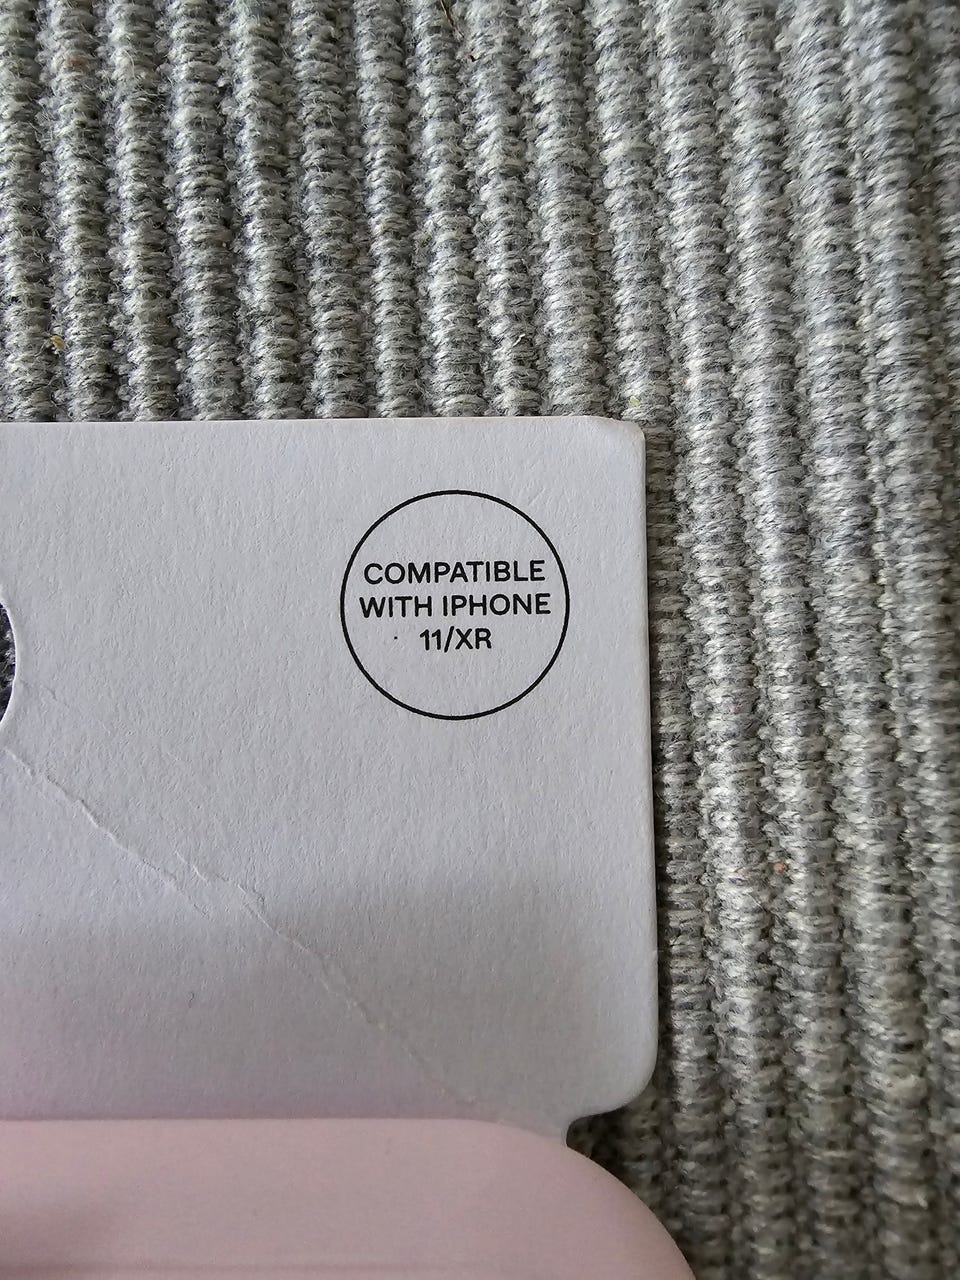 COMPATIBLE
WITH IPHONE
11/XR